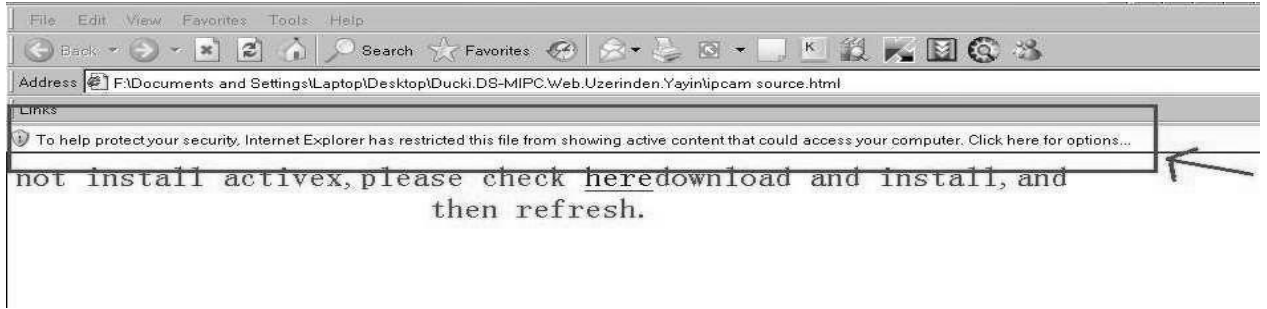 File Edit View Favorites Tools Help
Back Search Favorites K
Address F:\Documents and Settings\Laptop\Desktop\Ducki.DS-MIPC.Web.Uzerinden.Yayin\ipcam source.html
Links
To help protect your security, Internet Explorer has restricted this file from showing active content that could access your computer. Click here for options...
not install activex,please check heredownload and install,and
then refresh.